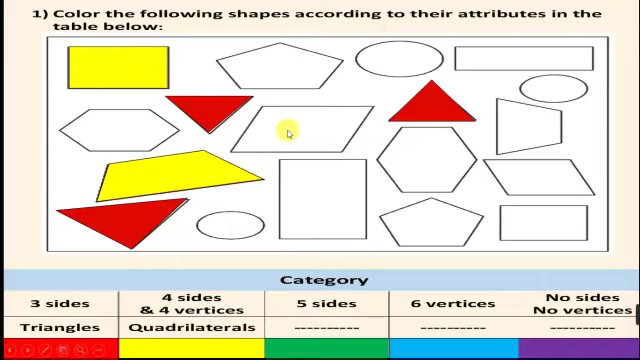 1) Color the following shapes according to their attributes in the
table below:
Category
3 sides
4 sides
& 4 vertices
5 sides
6 vertices
No sides
No vertices
Triangles
Quadrilaterals
----------
----------
----------